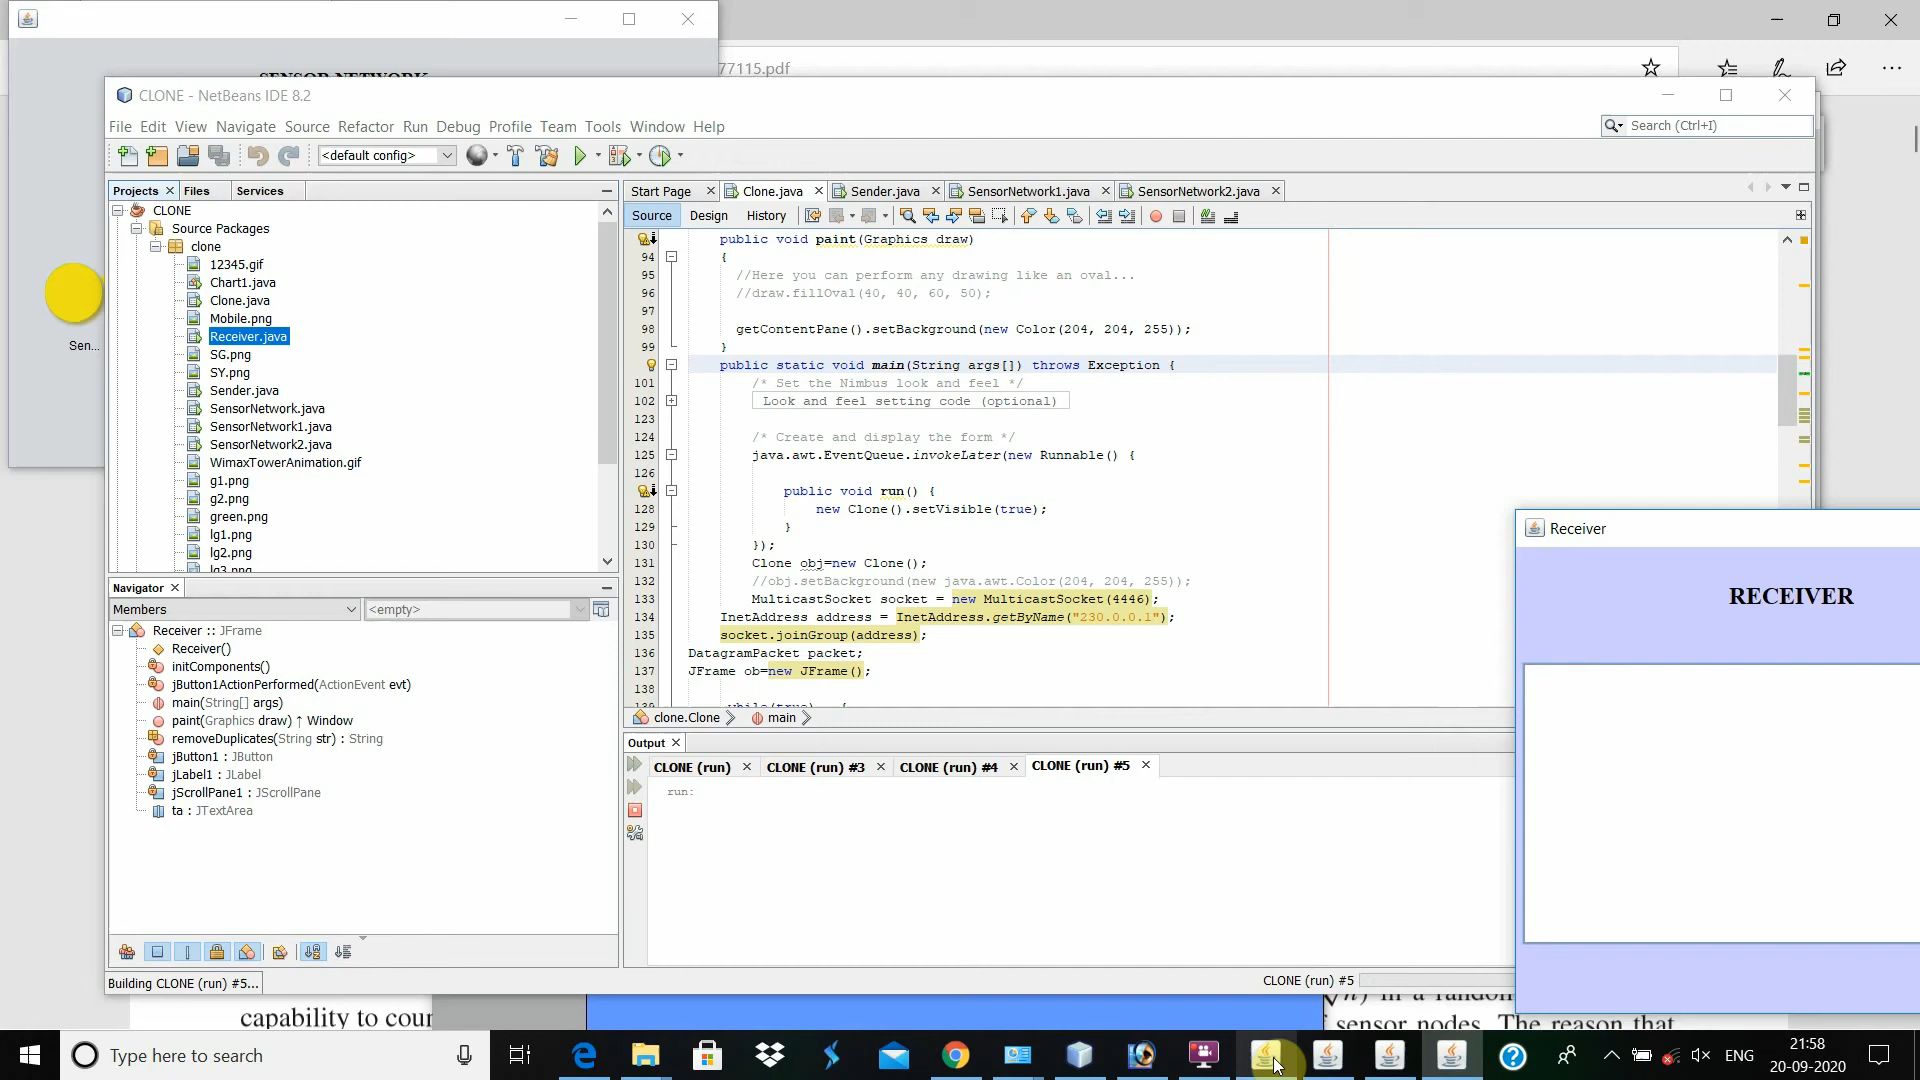 77115.pdf
CLONE - NetBeans IDE 8.2
File Edit View Navigate Source Refactor Run Debug Profile Team Tools Window Help
Search (Ctrl+I)
<default config>
Projects Files Services
CLONE
Source Packages
clone
12345.gif
Chart1.java
Clone.java
Mobile.png
Receiver.java
SG.png
SY.png
Sender.java
SensorNetwork.java
SensorNetwork1.java
SensorNetwork2.java
WimaxTowerAnimation.gif
g1.png
g2.png
green.png
lg1.png
lg2.png
lg3.png
Sen...
Navigator
Members <empty>
Receiver :: JFrame
Receiver()
initComponents()
jButton1ActionPerformed(ActionEvent evt)
main(String[] args)
paint(Graphics draw) ↑ Window
removeDuplicates(String str) : String
jButton1 : JButton
jLabel1 : JLabel
jScrollPane1 : JScrollPane
ta : JTextArea
Building CLONE (run) #5...
Start Page Clone.java Sender.java SensorNetwork1.java SensorNetwork2.java
Source Design History
public void paint(Graphics draw)
94 {
95 //Here you can perform any drawing like an oval...
96 //draw.fillOval(40, 40, 60, 50);
97
98 getContentPane().setBackground(new Color(204, 204, 255));
99 }
public static void main(String args[]) throws Exception {
101 /* Set the Nimbus look and feel */
102 Look and feel setting code (optional)
123
124 /* Create and display the form */
125 java.awt.EventQueue.invokeLater(new Runnable() {
126
public void run() {
128 new Clone().setVisible(true);
129 }
130 });
131 Clone obj=new Clone();
132 //obj.setBackground(new java.awt.Color(204, 204, 255));
133 MulticastSocket socket = new MulticastSocket(4446);
134 InetAddress address = InetAddress.getByName("230.0.0.1");
135 socket.joinGroup(address);
136 DatagramPacket packet;
137 JFrame ob=new JFrame();
138
139 while(true) {
clone.Clone main
Output
CLONE (run) CLONE (run) #3 CLONE (run) #4 CLONE (run) #5
run:
CLONE (run) #5
Receiver
RECEIVER
SENSOR NETWORK
capability to cour
in a random
sensor nodes. The reason that
Type here to search
ENG
21:58
20-09-2020